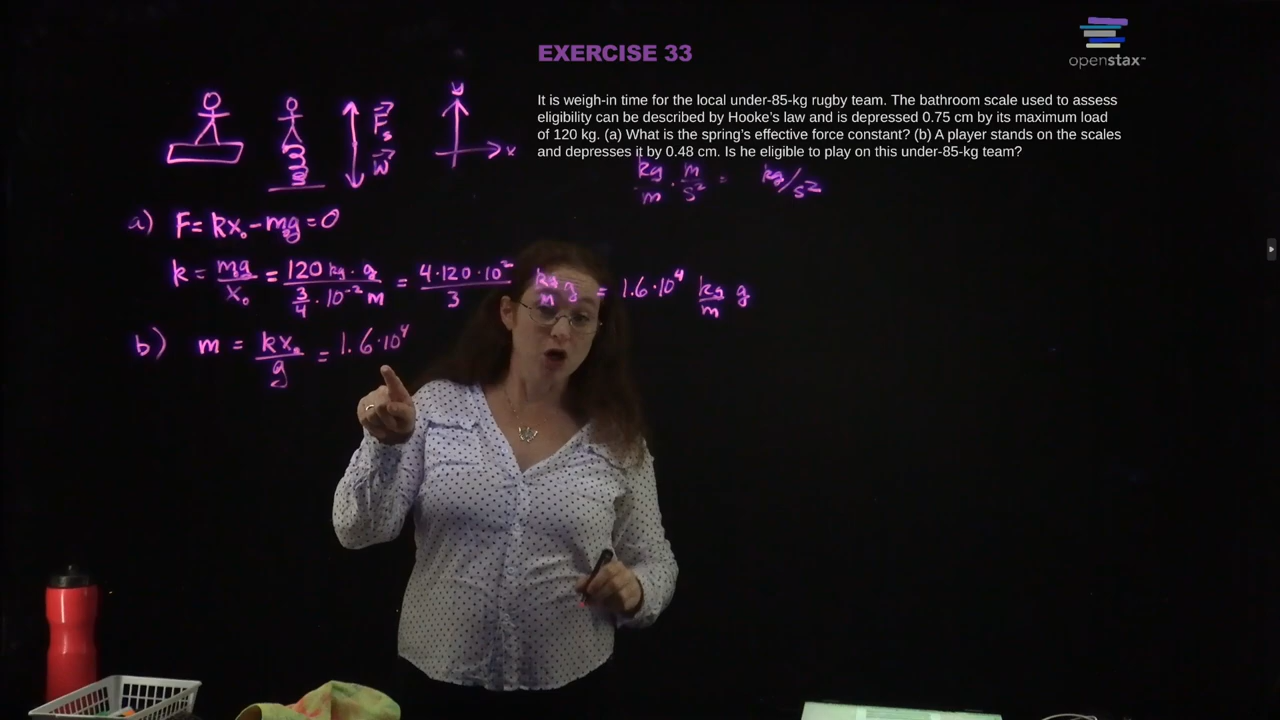 EXERCISE 33
openstax™
It is weigh-in time for the local under-85-kg rugby team. The bathroom scale used to assess
eligibility can be described by Hooke's law and is depressed 0.75 cm by its maximum load
of 120 kg. (a) What is the spring's effective force constant? (b) A player stands on the scales
and depresses it by 0.48 cm. Is he eligible to play on this under-85-kg team?
F⃗s
w⃗
y
x
kg/m · m/s² = kg/s²
a) F = kx₀ - mg = 0
k = m₀g/x₀ = 120 kg · g / (3/4 · 10⁻² m) = 4 · 120 · 10² / 3 kg/m g = 1.6 · 10⁴ kg/m g
b) m = kx₀/g = 1.6 · 10⁴